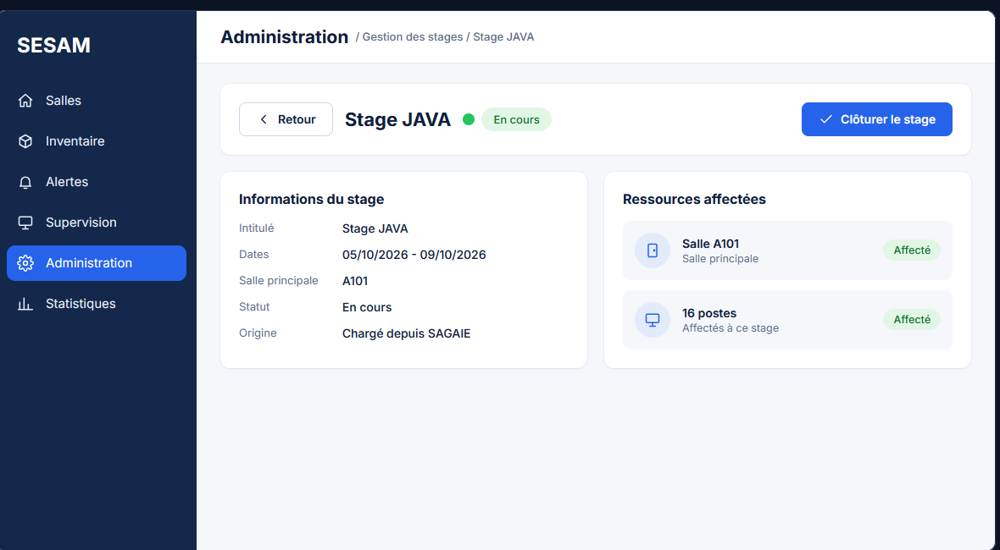 SESAM
Salles
Inventaire
Alertes
Supervision
Administration
Statistiques
Administration / Gestion des stages / Stage JAVA
Retour
Stage JAVA
En cours
Clôturer le stage
Informations du stage
Intitulé Stage JAVA
Dates 05/10/2026 - 09/10/2026
Salle principale A101
Statut En cours
Origine Chargé depuis SAGAIE
Ressources affectées
Salle A101
Salle principale
Affecté
16 postes
Affectés à ce stage
Affecté